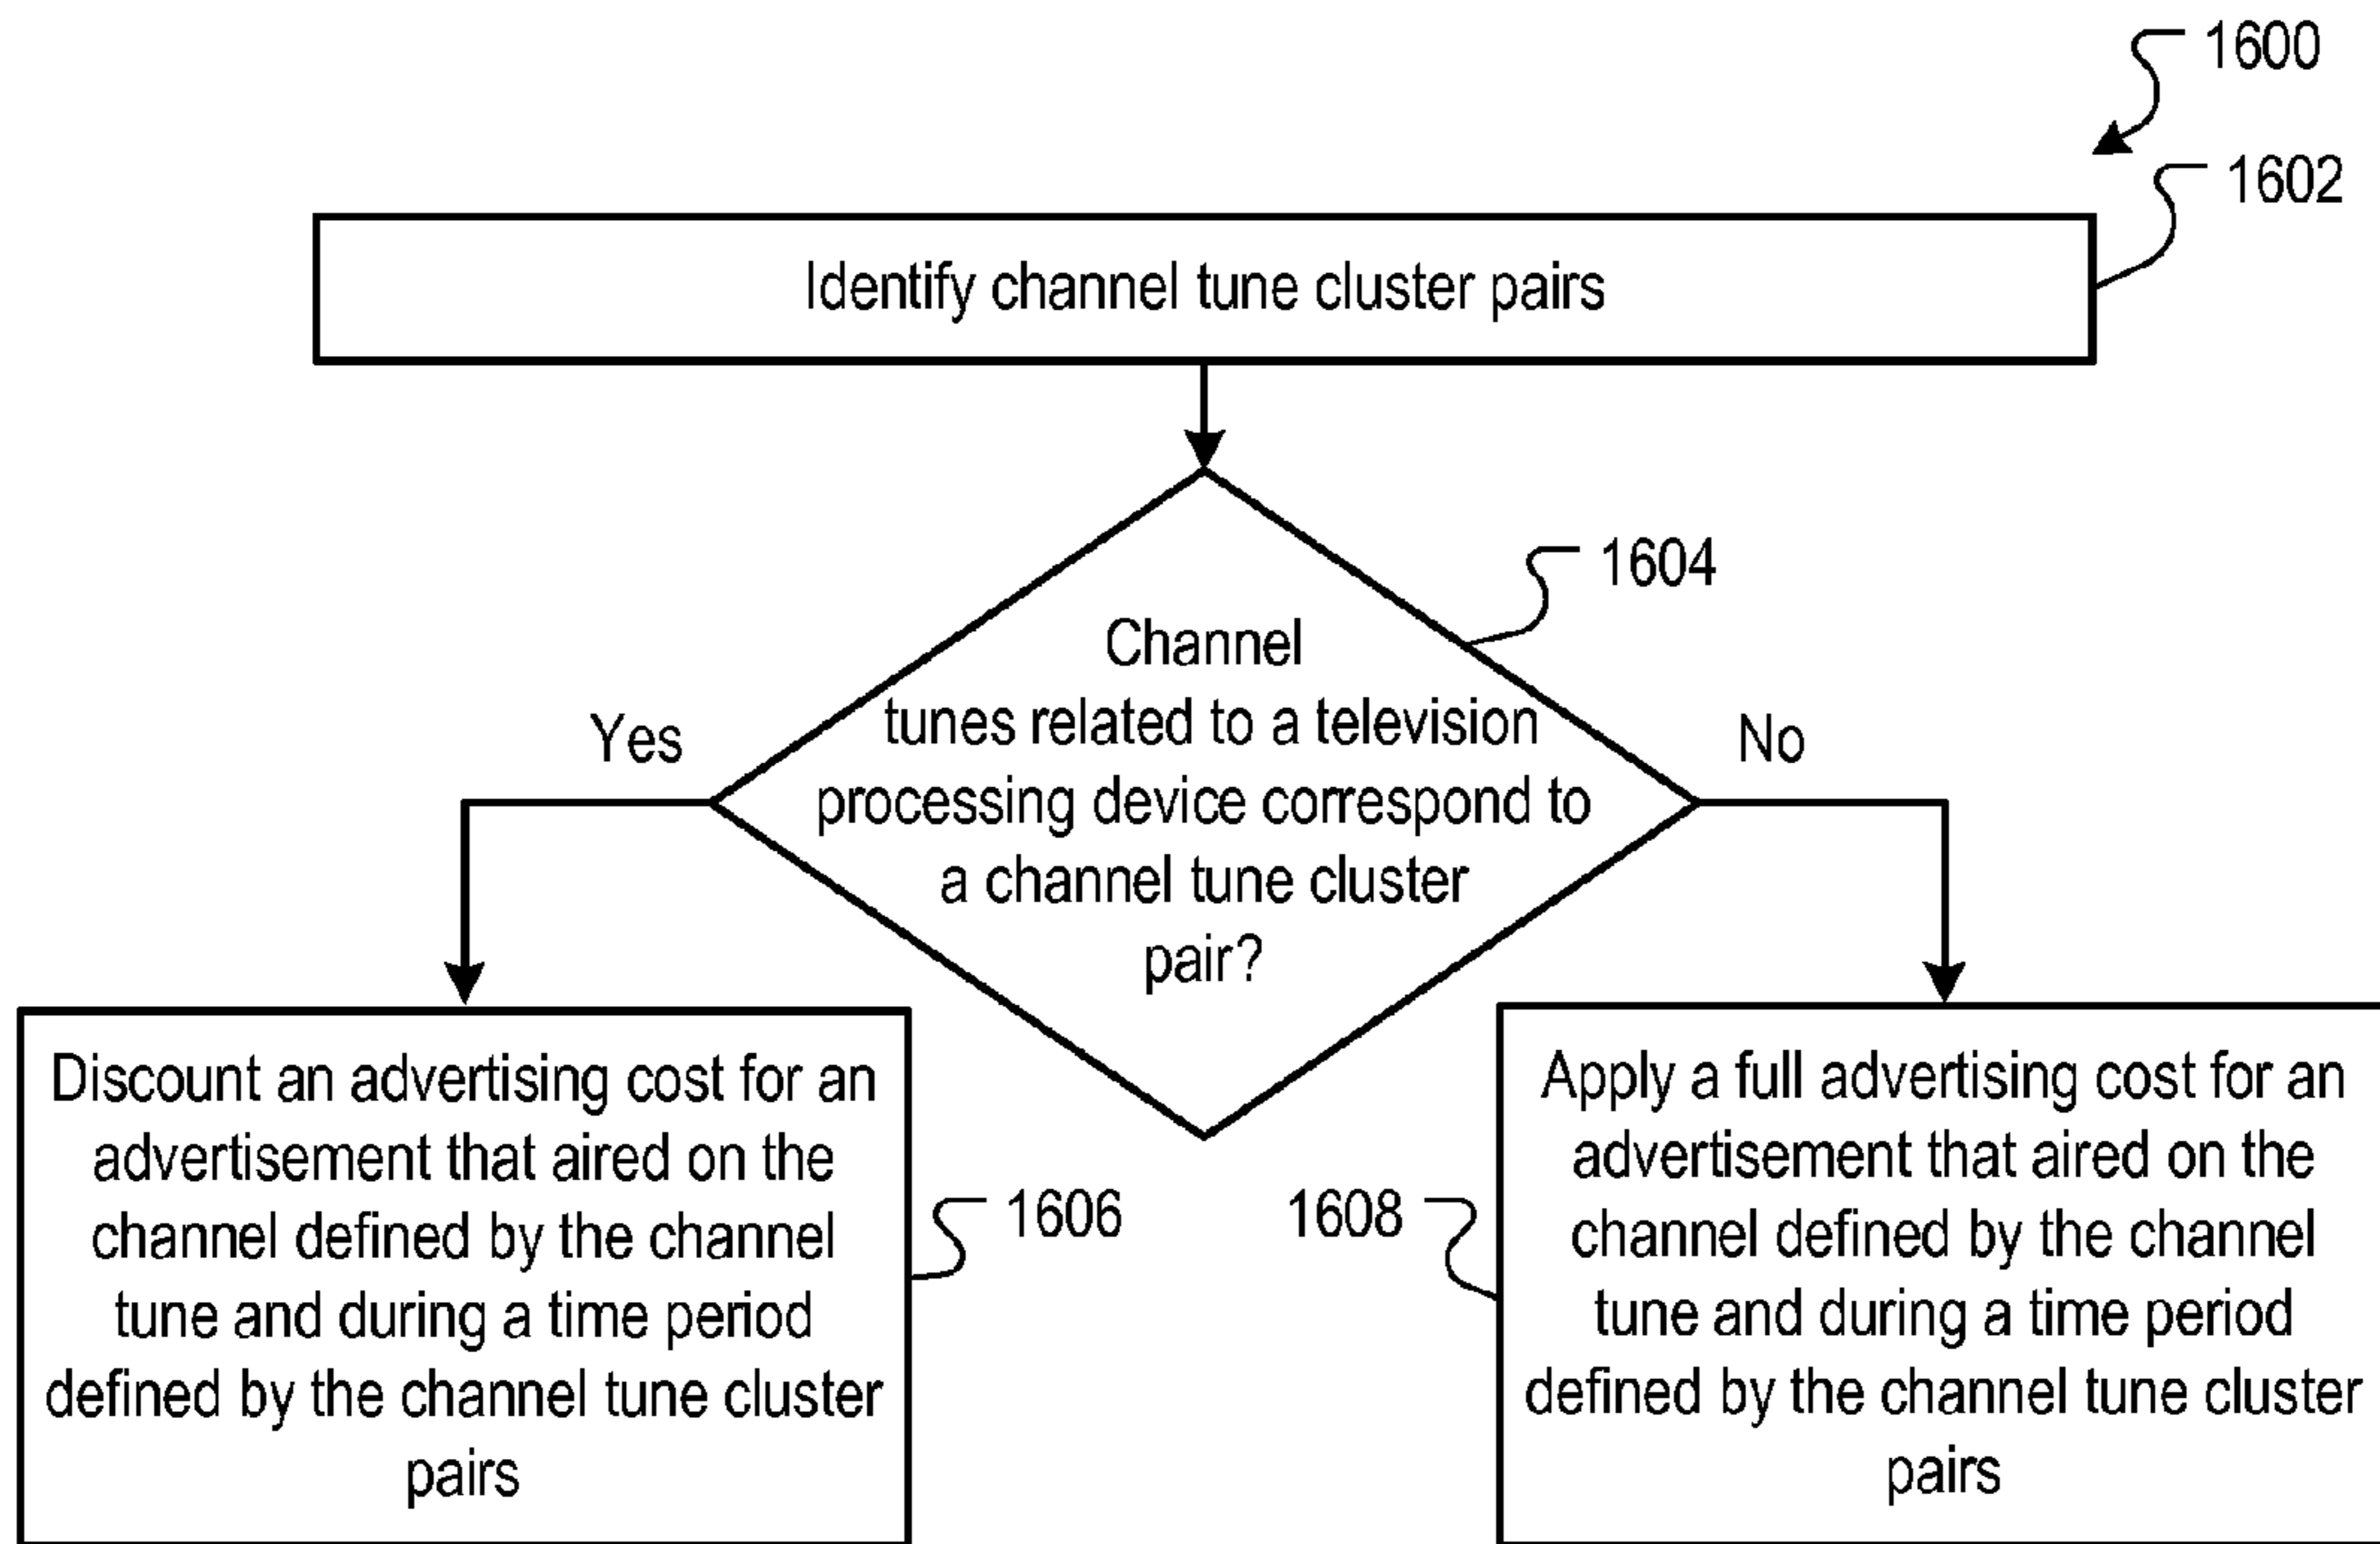 1600
1602
Identify channel tune cluster pairs
1604
Channel
tunes related to a television
processing device correspond to
a channel tune cluster
pair?
Yes
No
Discount an advertising cost for an
advertisement that aired on the
channel defined by the channel
tune and during a time period
defined by the channel tune cluster
pairs
1606
1608
Apply a full advertising cost for an
advertisement that aired on the
channel defined by the channel
tune and during a time period
defined by the channel tune cluster
pairs